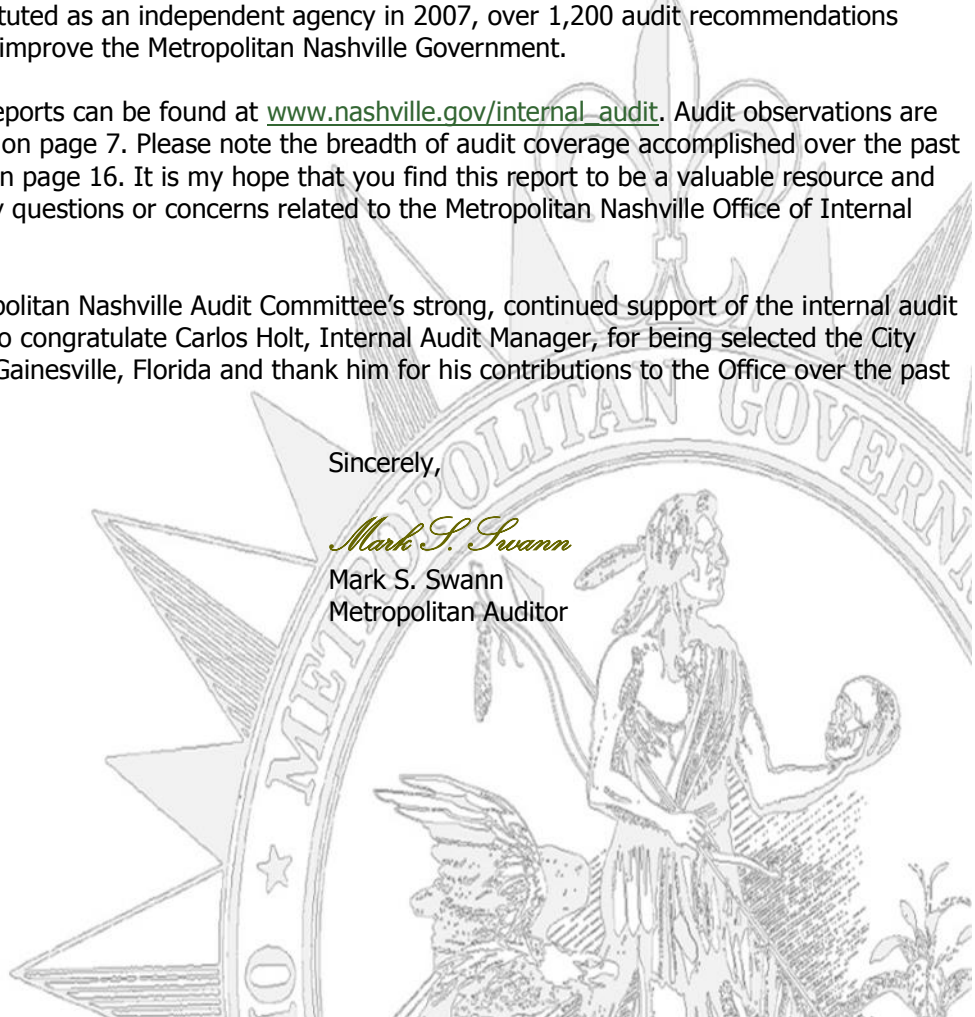 tuted as an independent agency in 2007, over 1,200 audit recommendations
improve the Metropolitan Nashville Government.
eports can be found at www.nashville.gov/internal_audit. Audit observations are
on page 7. Please note the breadth of audit coverage accomplished over the past
n page 16. It is my hope that you find this report to be a valuable resource and
y questions or concerns related to the Metropolitan Nashville Office of Internal
politan Nashville Audit Committee’s strong, continued support of the internal audit
o congratulate Carlos Holt, Internal Audit Manager, for being selected the City
Gainesville, Florida and thank him for his contributions to the Office over the past
Sincerely,
Mark S. Swann
Mark S. Swann
Metropolitan Auditor
METROPOLITAN GOVERN